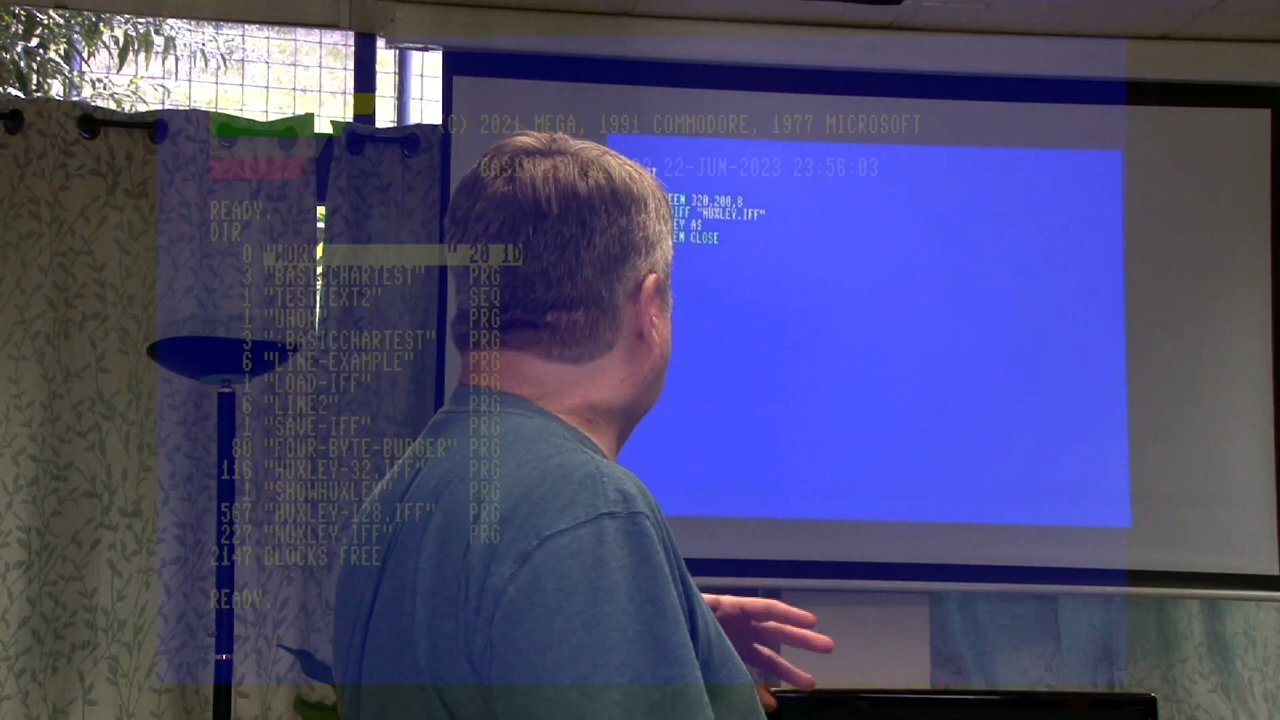 (C) 2021 MEGA, 1991 COMMODORE, 1977 MICROSOFT
22-JUN-2023 23:56:03
READY.
DIR
0 "WORK " 20 1D
3 "BASICCHARTEST" PRG
1 "TESTTEXT2" SEQ
1 "UHOH" PRG
3 ":BASICCHARTEST" PRG
6 "LINE-EXAMPLE" PRG
1 "LOAD-IFF" PRG
6 "LINE2" PRG
1 "SAVE-IFF" PRG
80 "FOUR-BYTE-BURGER" PRG
116 "HUXLEY-32.IFF" PRG
1 "SHOWHUXLEY" PRG
567 "HUXLEY-128.IFF" PRG
227 "HUXLEY.IFF" PRG
2147 BLOCKS FREE
READY.
EEN 320,200,8
DIFF "HUXLEY.IFF"
EY A$
EN CLOSE